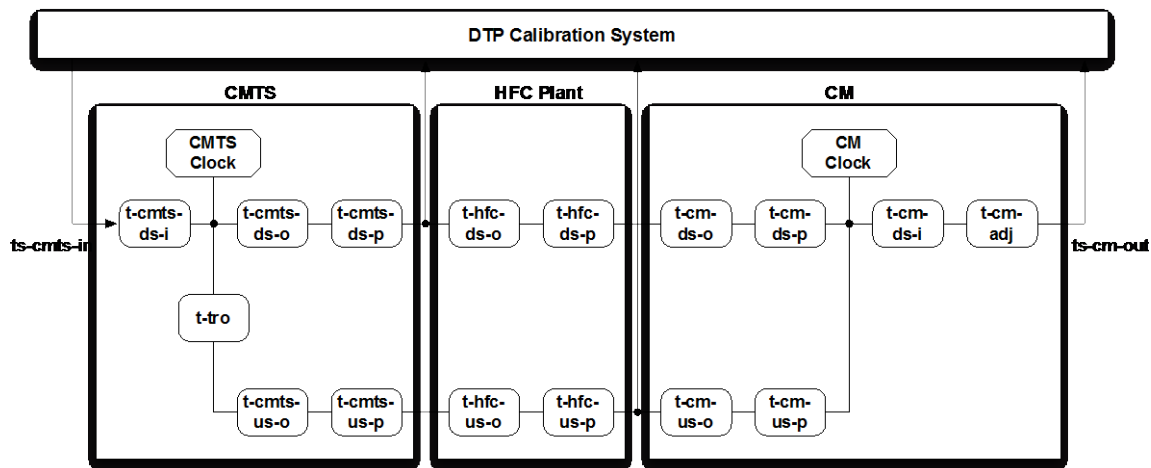 DTP Calibration System
CMTS
HFC Plant
CM
CMTS
Clock
CM
Clock
t-cmts-
ds-i
t-cmts-
ds-o
t-cmts-
ds-p
t-hfc-
ds-o
t-hfc-
ds-p
t-cm-
ds-o
t-cm-
ds-p
t-cm-
ds-i
t-cm-
adj
ts-cmts-in
ts-cm-out
t-tro
t-cmts-
us-o
t-cmts-
us-p
t-hfc-
us-o
t-hfc-
us-p
t-cm-
us-o
t-cm-
us-p